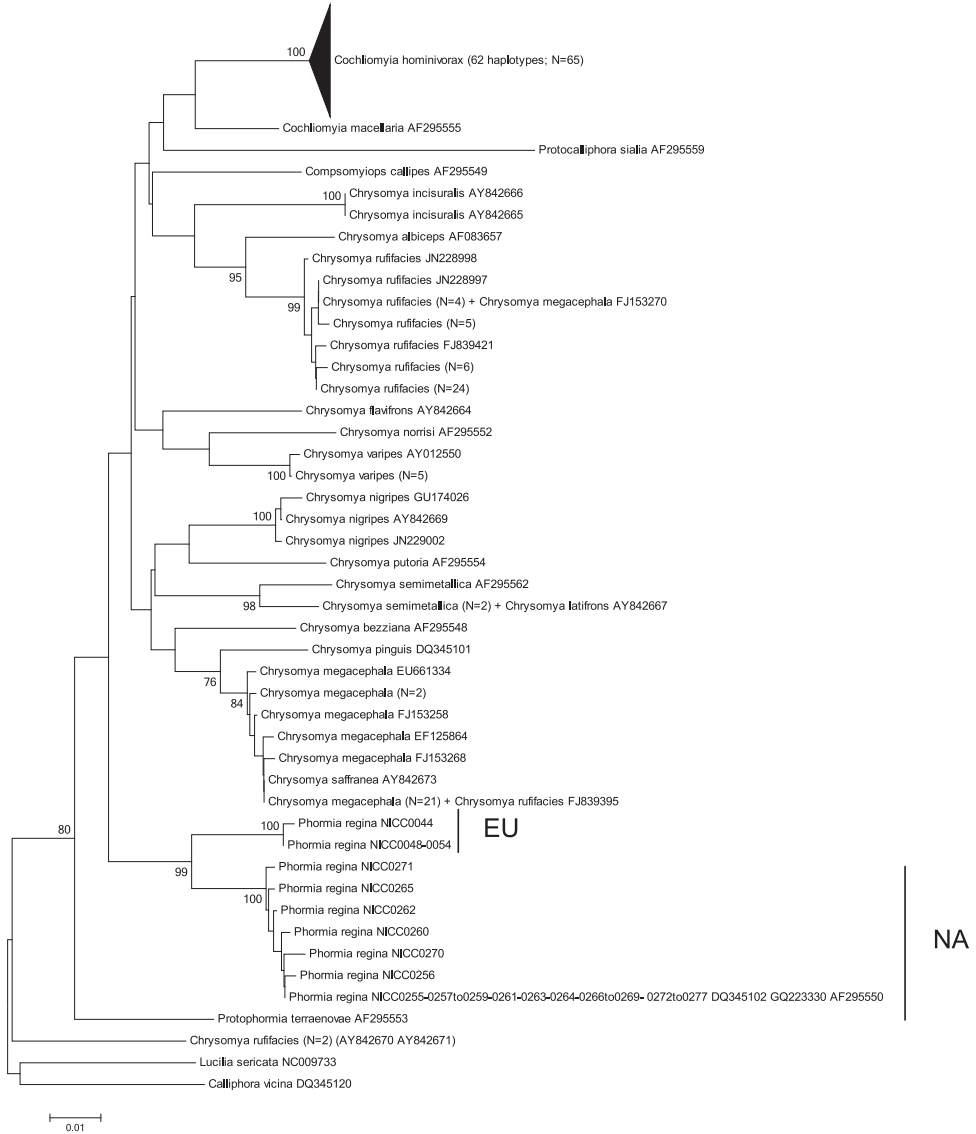 100
Cochliomyia hominivorax (62 haplotypes; N=65)
Cochliomyia macellaria AF295555
Protocalliphora sialia AF295559
Compsomyiops callipes AF295549
100
Chrysomya incisuralis AY842666
Chrysomya incisuralis AY842665
Chrysomya albiceps AF083657
95
Chrysomya rufifacies JN228998
Chrysomya rufifacies JN228997
99
Chrysomya rufifacies (N=4) + Chrysomya megacephala FJ153270
Chrysomya rufifacies (N=5)
Chrysomya rufifacies FJ839421
Chrysomya rufifacies (N=6)
Chrysomya rufifacies (N=24)
Chrysomya flavifrons AY842664
Chrysomya norrisi AF295552
Chrysomya varipes AY012550
100
Chrysomya varipes (N=5)
Chrysomya nigripes GU174026
100
Chrysomya nigripes AY842669
Chrysomya nigripes JN229002
Chrysomya putoria AF295554
Chrysomya semimetallica AF295562
98
Chrysomya semimetallica (N=2) + Chrysomya latifrons AY842667
Chrysomya bezziana AF295548
Chrysomya pinguis DQ345101
76
Chrysomya megacephala EU661334
84
Chrysomya megacephala (N=2)
Chrysomya megacephala FJ153258
Chrysomya megacephala EF125864
Chrysomya megacephala FJ153268
Chrysomya saffranea AY842673
Chrysomya megacephala (N=21) + Chrysomya rufifacies FJ839395
80
100
Phormia regina NICC0044
Phormia regina NICC0048-0054
EU
99
Phormia regina NICC0271
100
Phormia regina NICC0265
Phormia regina NICC0262
Phormia regina NICC0260
Phormia regina NICC0270
Phormia regina NICC0256
Phormia regina NICC0255-0257to0259-0261-0263-0264-0266to0269- 0272to0277 DQ345102 GQ223330 AF295550
NA
Protophormia terraenovae AF295553
Chrysomya rufifacies (N=2) (AY842670 AY842671)
Lucilia sericata NC009733
Calliphora vicina DQ345120
0.01